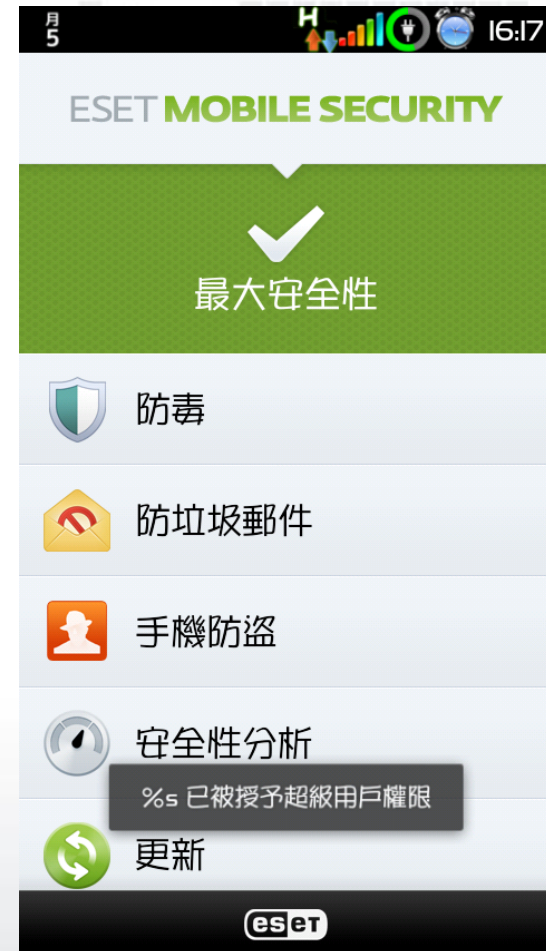 月
5
H
16:17
ESET MOBILE SECURITY
最大安全性
防毒
防垃圾郵件
手機防盜
安全性分析
%s 已被授予超級用戶權限
更新
eseT